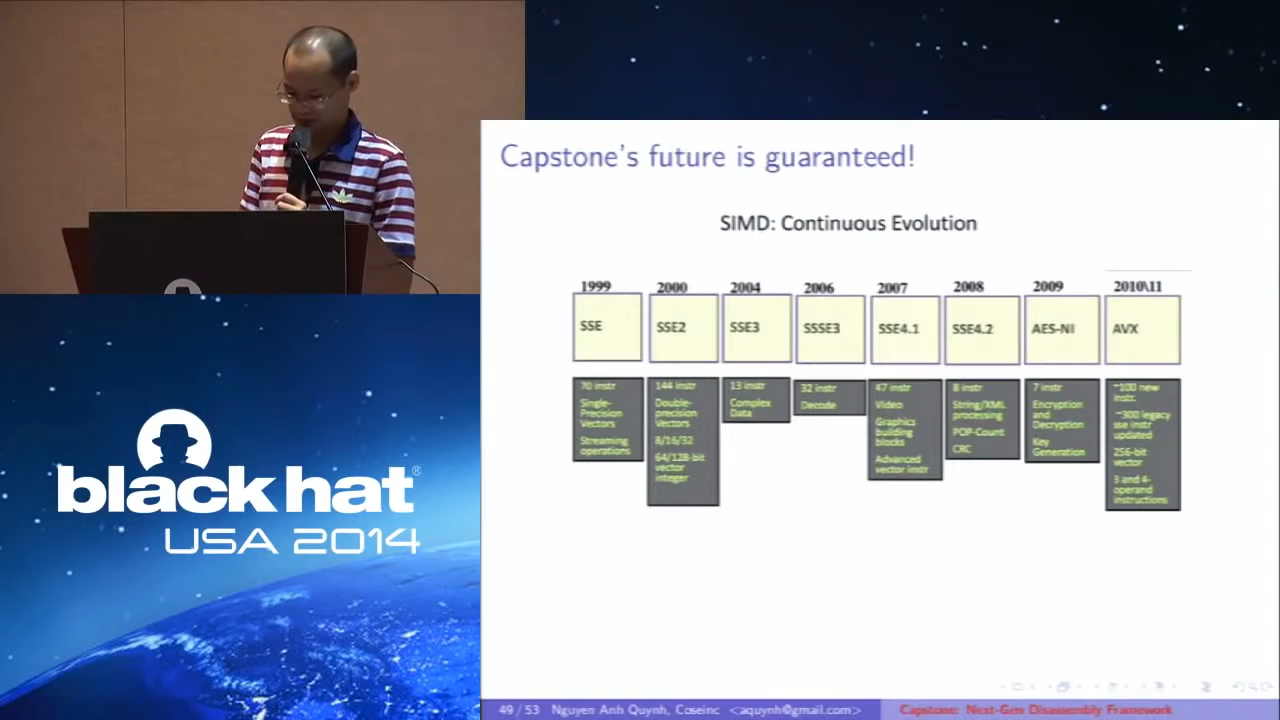 Capstone's future is guaranteed!
SIMD: Continuous Evolution
1999 2000 2004 2006 2007 2008 2009 2010\11
SSE SSE2 SSE3 SSSE3 SSE4.1 SSE4.2 AES-NI AVX
70 instr
Single-
Precision
Vectors
Streaming
operations
144 instr
Double-
precision
Vectors
8/16/32
64/128-bit
vector
integer
13 instr
Complex
Data
32 instr
Decode
47 instr
Video
Graphics
building
blocks
Advanced
vector instr
8 instr
String/XML
processing
POP-Count
CRC
7 instr
Encryption
and
Decryption
Key
Generation
~100 new
instr.
~300 legacy
sse instr
updated
256-bit
vector
3 and 4-
operand
instructions
black hat®
USA 2014
49 / 53 Nguyen Anh Quynh, Coseinc <aquynh@gmail.com> Capstone: Next-Gen Disassembly Framework